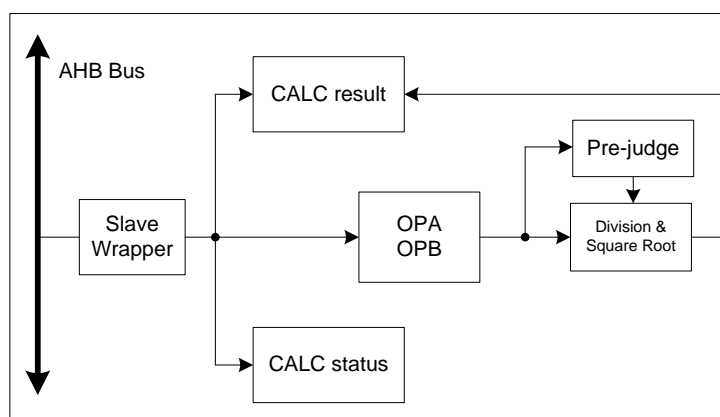 AHB Bus
CALC result
Pre-judge
Slave
Wrapper
OPA
OPB
Division &
Square Root
CALC status